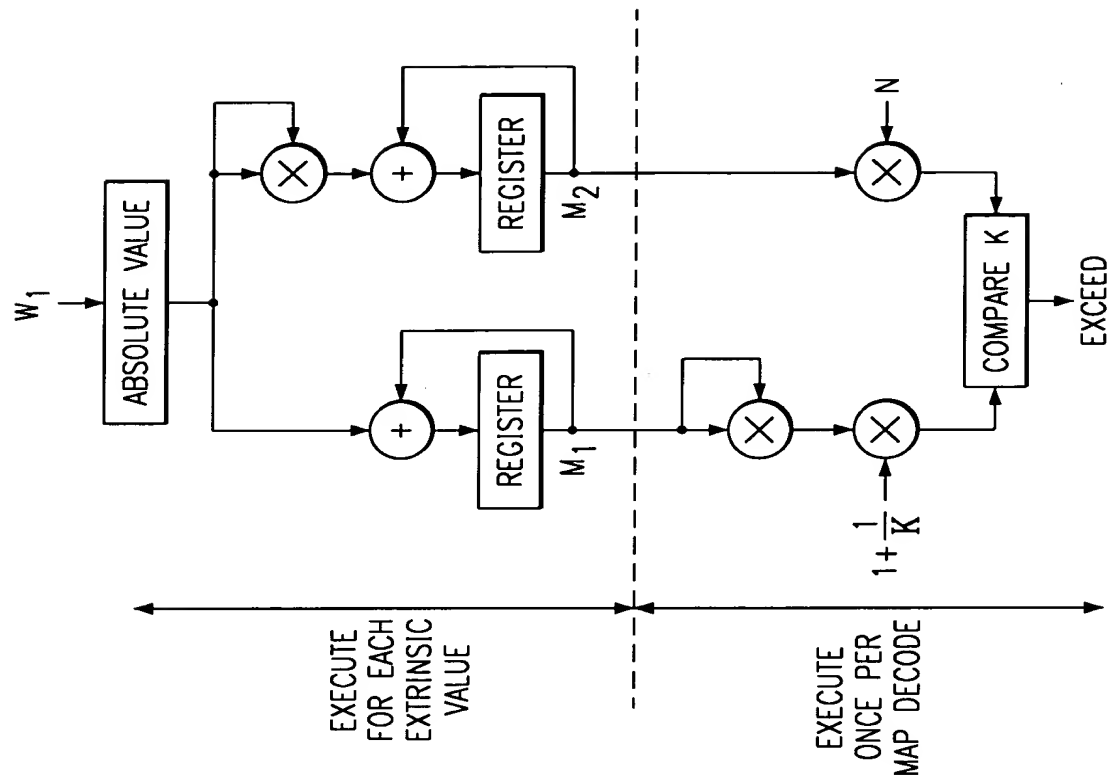 W₁
ABSOLUTE VALUE
×
+
+
REGISTER
REGISTER
M₁
M₂
EXECUTE
FOR EACH
EXTRINSIC
VALUE
×
×
×
N
1+1/K
COMPARE K
EXCEED
EXECUTE
ONCE PER
MAP DECODE